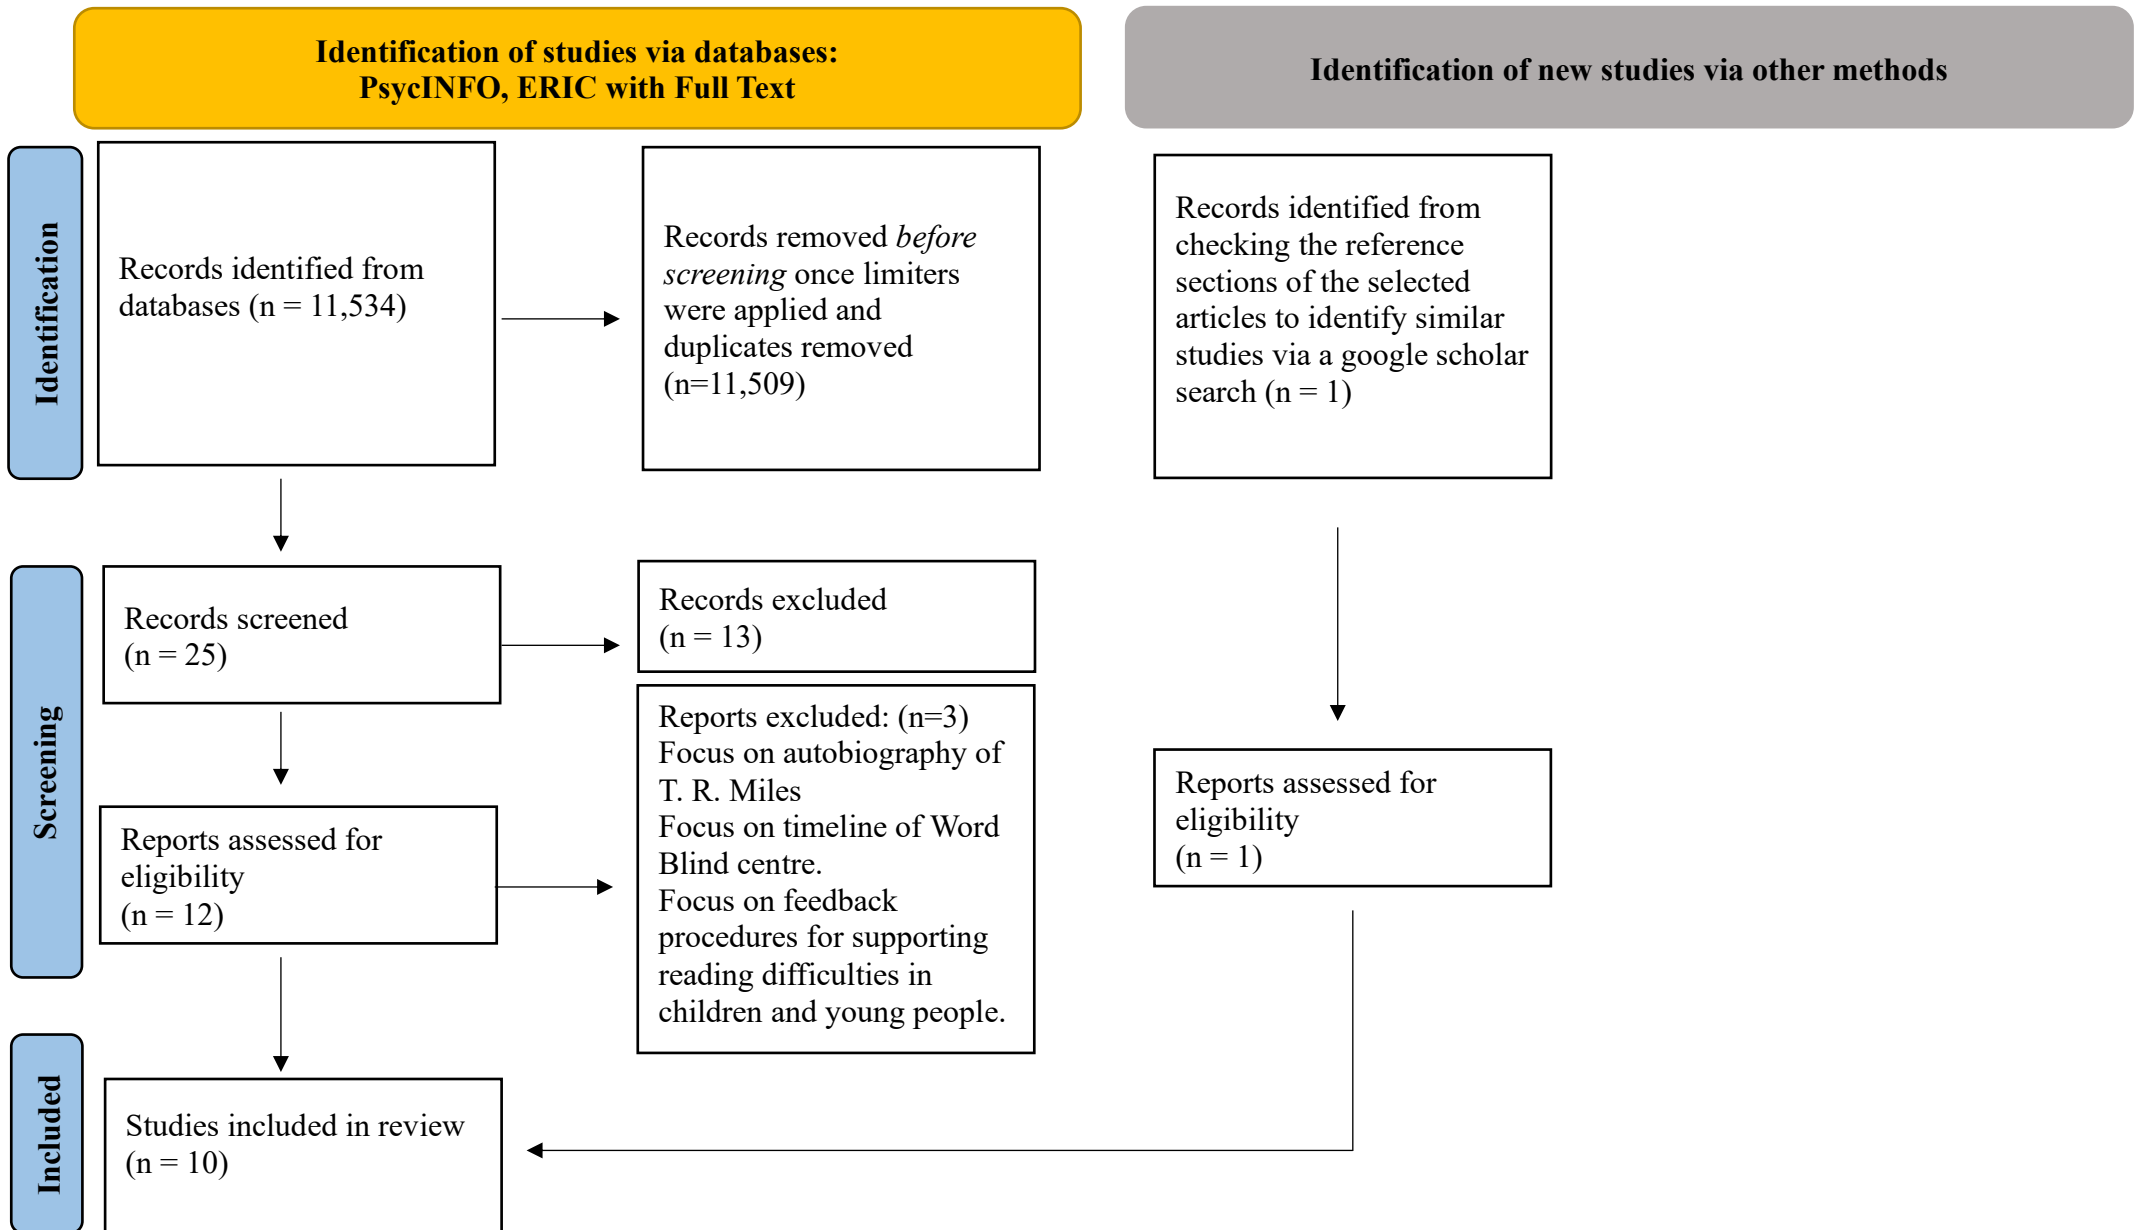 Identification of studies via databases:
PsycINFO, ERIC with Full Text
Identification of new studies via other methods
Identification
Records identified from
databases (n = 11,534)
Records removed before
screening once limiters
were applied and
duplicates removed
(n=11,509)
Records identified from
checking the reference
sections of the selected
articles to identify similar
studies via a google scholar
search (n = 1)
Screening
Records screened
(n = 25)
Records excluded
(n = 13)
Reports assessed for
eligibility
(n = 12)
Reports excluded: (n=3)
Focus on autobiography of
T. R. Miles
Focus on timeline of Word
Blind centre.
Focus on feedback
procedures for supporting
reading difficulties in
children and young people.
Reports assessed for
eligibility
(n = 1)
Included
Studies included in review
(n = 10)